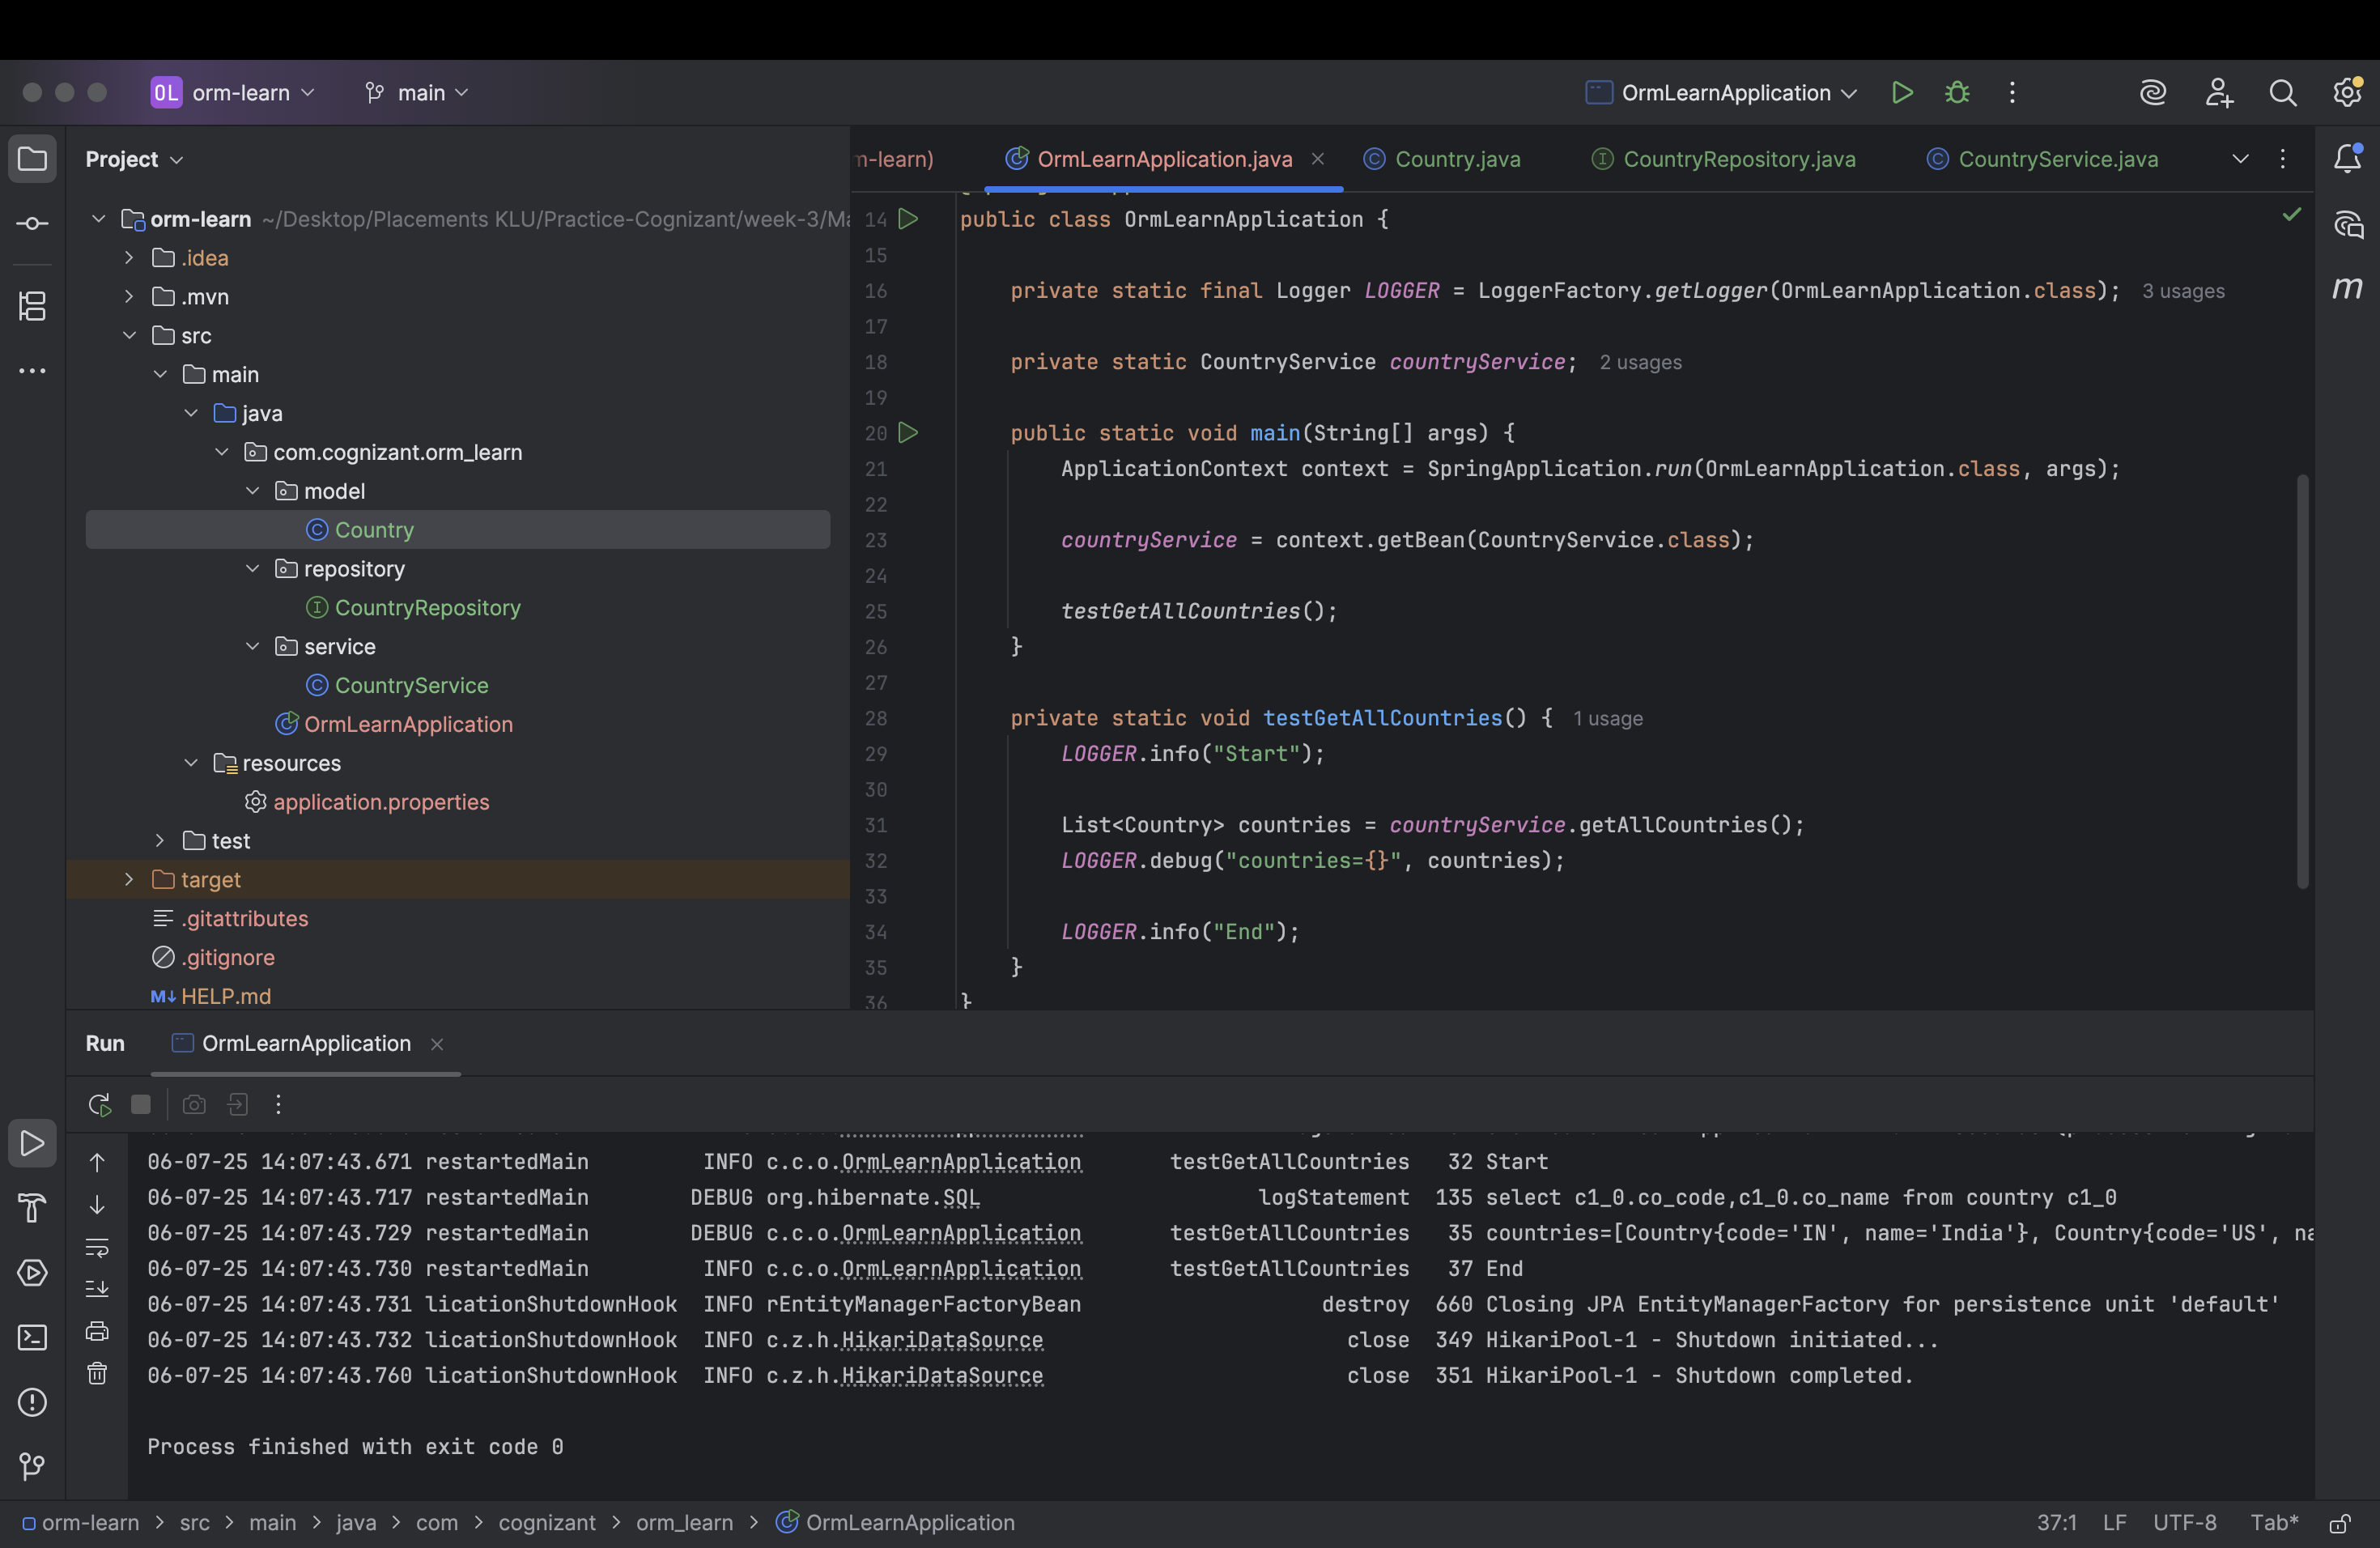 OL orm-learn main OrmLearnApplication
Project
m-learn) OrmLearnApplication.java Country.java CountryRepository.java CountryService.java
orm-learn ~/Desktop/Placements KLU/Practice-Cognizant/week-3/Ma
.idea
.mvn
src
main
java
com.cognizant.orm_learn
model
Country
repository
CountryRepository
service
CountryService
OrmLearnApplication
resources
application.properties
test
target
.gitattributes
.gitignore
M↓ HELP.md
14 public class OrmLearnApplication {
15
16 private static final Logger LOGGER = LoggerFactory.getLogger(OrmLearnApplication.class); 3 usages
17
18 private static CountryService countryService; 2 usages
19
20 public static void main(String[] args) {
21 ApplicationContext context = SpringApplication.run(OrmLearnApplication.class, args);
22
23 countryService = context.getBean(CountryService.class);
24
25 testGetAllCountries();
26 }
27
28 private static void testGetAllCountries() { 1 usage
29 LOGGER.info("Start");
30
31 List<Country> countries = countryService.getAllCountries();
32 LOGGER.debug("countries={}", countries);
33
34 LOGGER.info("End");
35 }
36 }
m
Run OrmLearnApplication
06-07-25 14:07:43.671 restartedMain INFO c.c.o.OrmLearnApplication testGetAllCountries 32 Start
06-07-25 14:07:43.717 restartedMain DEBUG org.hibernate.SQL logStatement 135 select c1_0.co_code,c1_0.co_name from country c1_0
06-07-25 14:07:43.729 restartedMain DEBUG c.c.o.OrmLearnApplication testGetAllCountries 35 countries=[Country{code='IN', name='India'}, Country{code='US', na
06-07-25 14:07:43.730 restartedMain INFO c.c.o.OrmLearnApplication testGetAllCountries 37 End
06-07-25 14:07:43.731 licationShutdownHook INFO rEntityManagerFactoryBean destroy 660 Closing JPA EntityManagerFactory for persistence unit 'default'
06-07-25 14:07:43.732 licationShutdownHook INFO c.z.h.HikariDataSource close 349 HikariPool-1 - Shutdown initiated...
06-07-25 14:07:43.760 licationShutdownHook INFO c.z.h.HikariDataSource close 351 HikariPool-1 - Shutdown completed.
Process finished with exit code 0
orm-learn > src > main > java > com > cognizant > orm_learn > OrmLearnApplication 37:1 LF UTF-8 Tab*